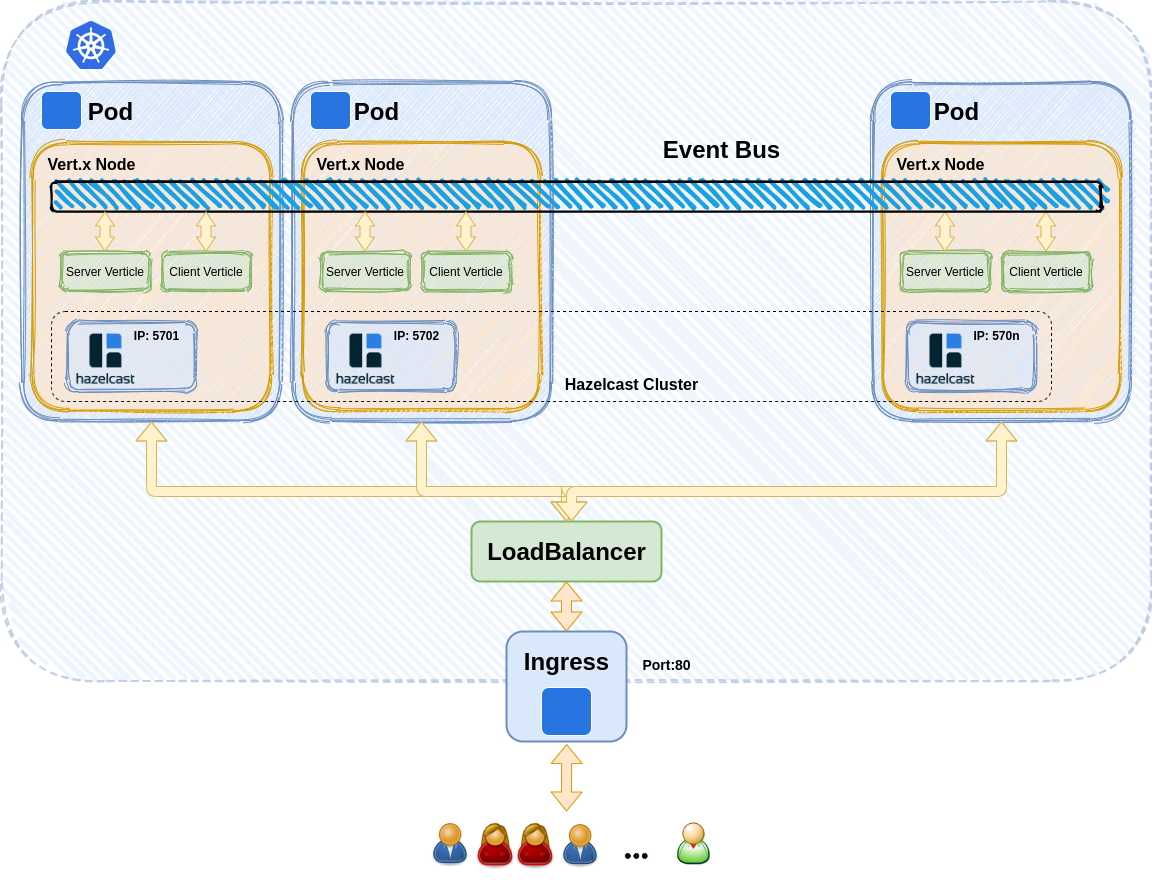 Pod
Pod
Pod
Event Bus
Vert.x Node
Vert.x Node
Vert.x Node
Server Verticle
Client Verticle
Server Verticle
Client Verticle
Server Verticle
Client Verticle
IP: 5701
IP: 5702
IP: 570n
hazelcast
hazelcast
hazelcast
Hazelcast Cluster
LoadBalancer
Ingress
Port:80
...